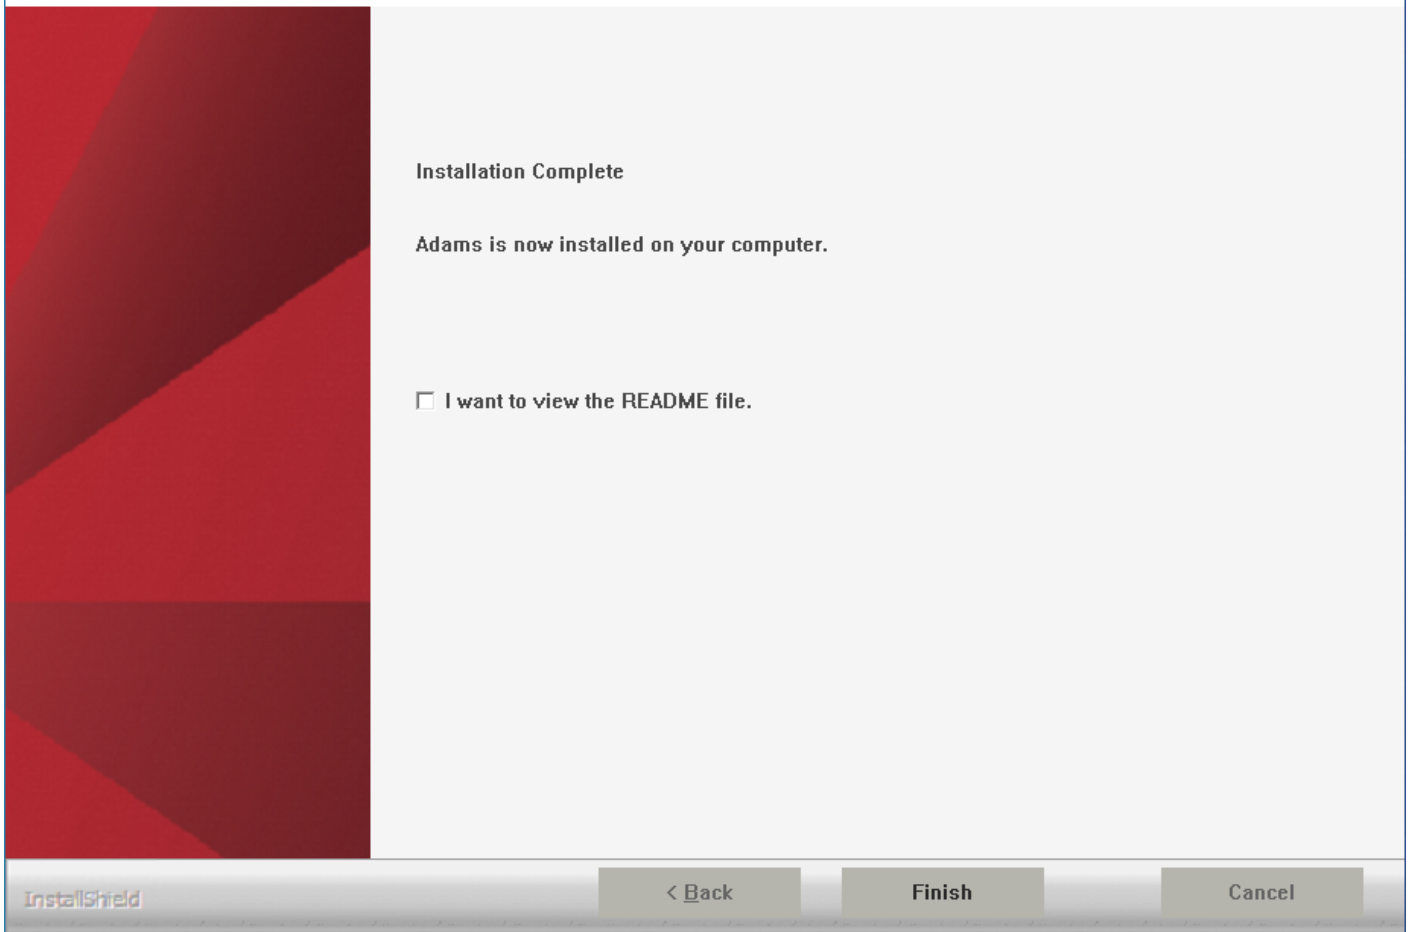 Installation Complete
Adams is now installed on your computer.
I want to view the README file.
InstallShield
< Back
Finish
Cancel